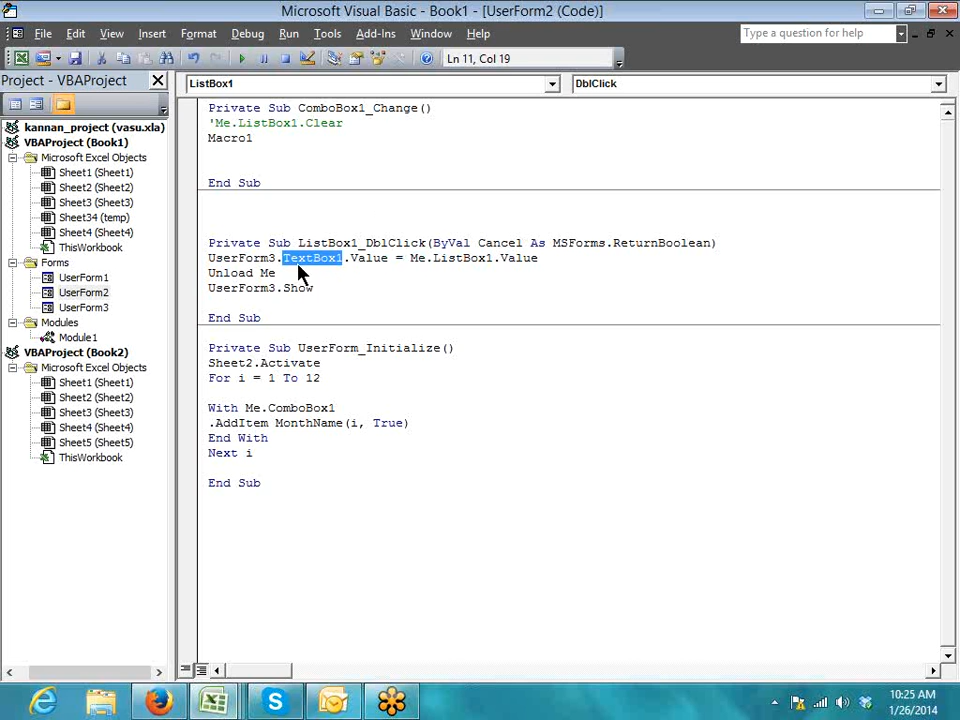 Microsoft Visual Basic - Book1 - [UserForm2 (Code)]
File Edit View Insert Format Debug Run Tools Add-Ins Window Help
Type a question for help
Ln 11, Col 19
Project - VBAProject
ListBox1
DblClick
kannan_project (vasu.xla)
VBAProject (Book1)
Microsoft Excel Objects
Sheet1 (Sheet1)
Sheet2 (Sheet2)
Sheet3 (Sheet3)
Sheet34 (temp)
ThisWorkbook
Forms
UserForm1
UserForm2
UserForm3
Modules
Module1
VBAProject (Book2)
Microsoft Excel Objects
Sheet1 (Sheet1)
Sheet2 (Sheet2)
Sheet3 (Sheet3)
Sheet4 (Sheet4)
Sheet5 (Sheet5)
ThisWorkbook
Private Sub ComboBox1_Change()
'Me.ListBox1.Clear
Macro1
End Sub
Private Sub ListBox1_DblClick(ByVal Cancel As MSForms.ReturnBoolean)
UserForm3.TextBox1.Value = Me.ListBox1.Value
Unload Me
UserForm3.Show
End Sub
Private Sub UserForm_Initialize()
Sheet2.Activate
For i = 1 To 12
With Me.ComboBox1
.AddItem MonthName(i, True)
End With
Next i
End Sub
10:25 AM
1/26/2014